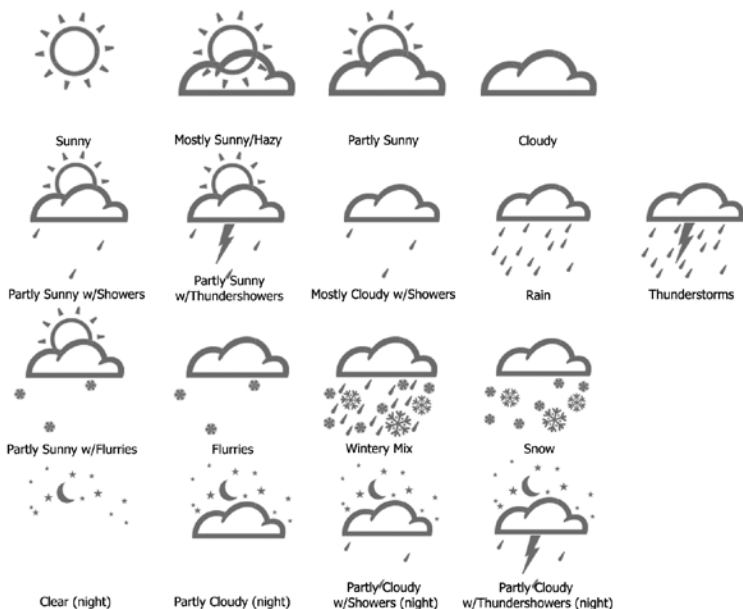 Sunny
Mostly Sunny/Hazy
Partly Sunny
Cloudy
Partly Sunny w/Showers
Partly Sunny
w/Thundershowers
Mostly Cloudy w/Showers
Rain
Thunderstorms
Partly Sunny w/Flurries
Flurries
Wintery Mix
Snow
Clear (night)
Partly Cloudy (night)
Partly Cloudy
w/Showers (night)
Partly Cloudy
w/Thundershowers (night)